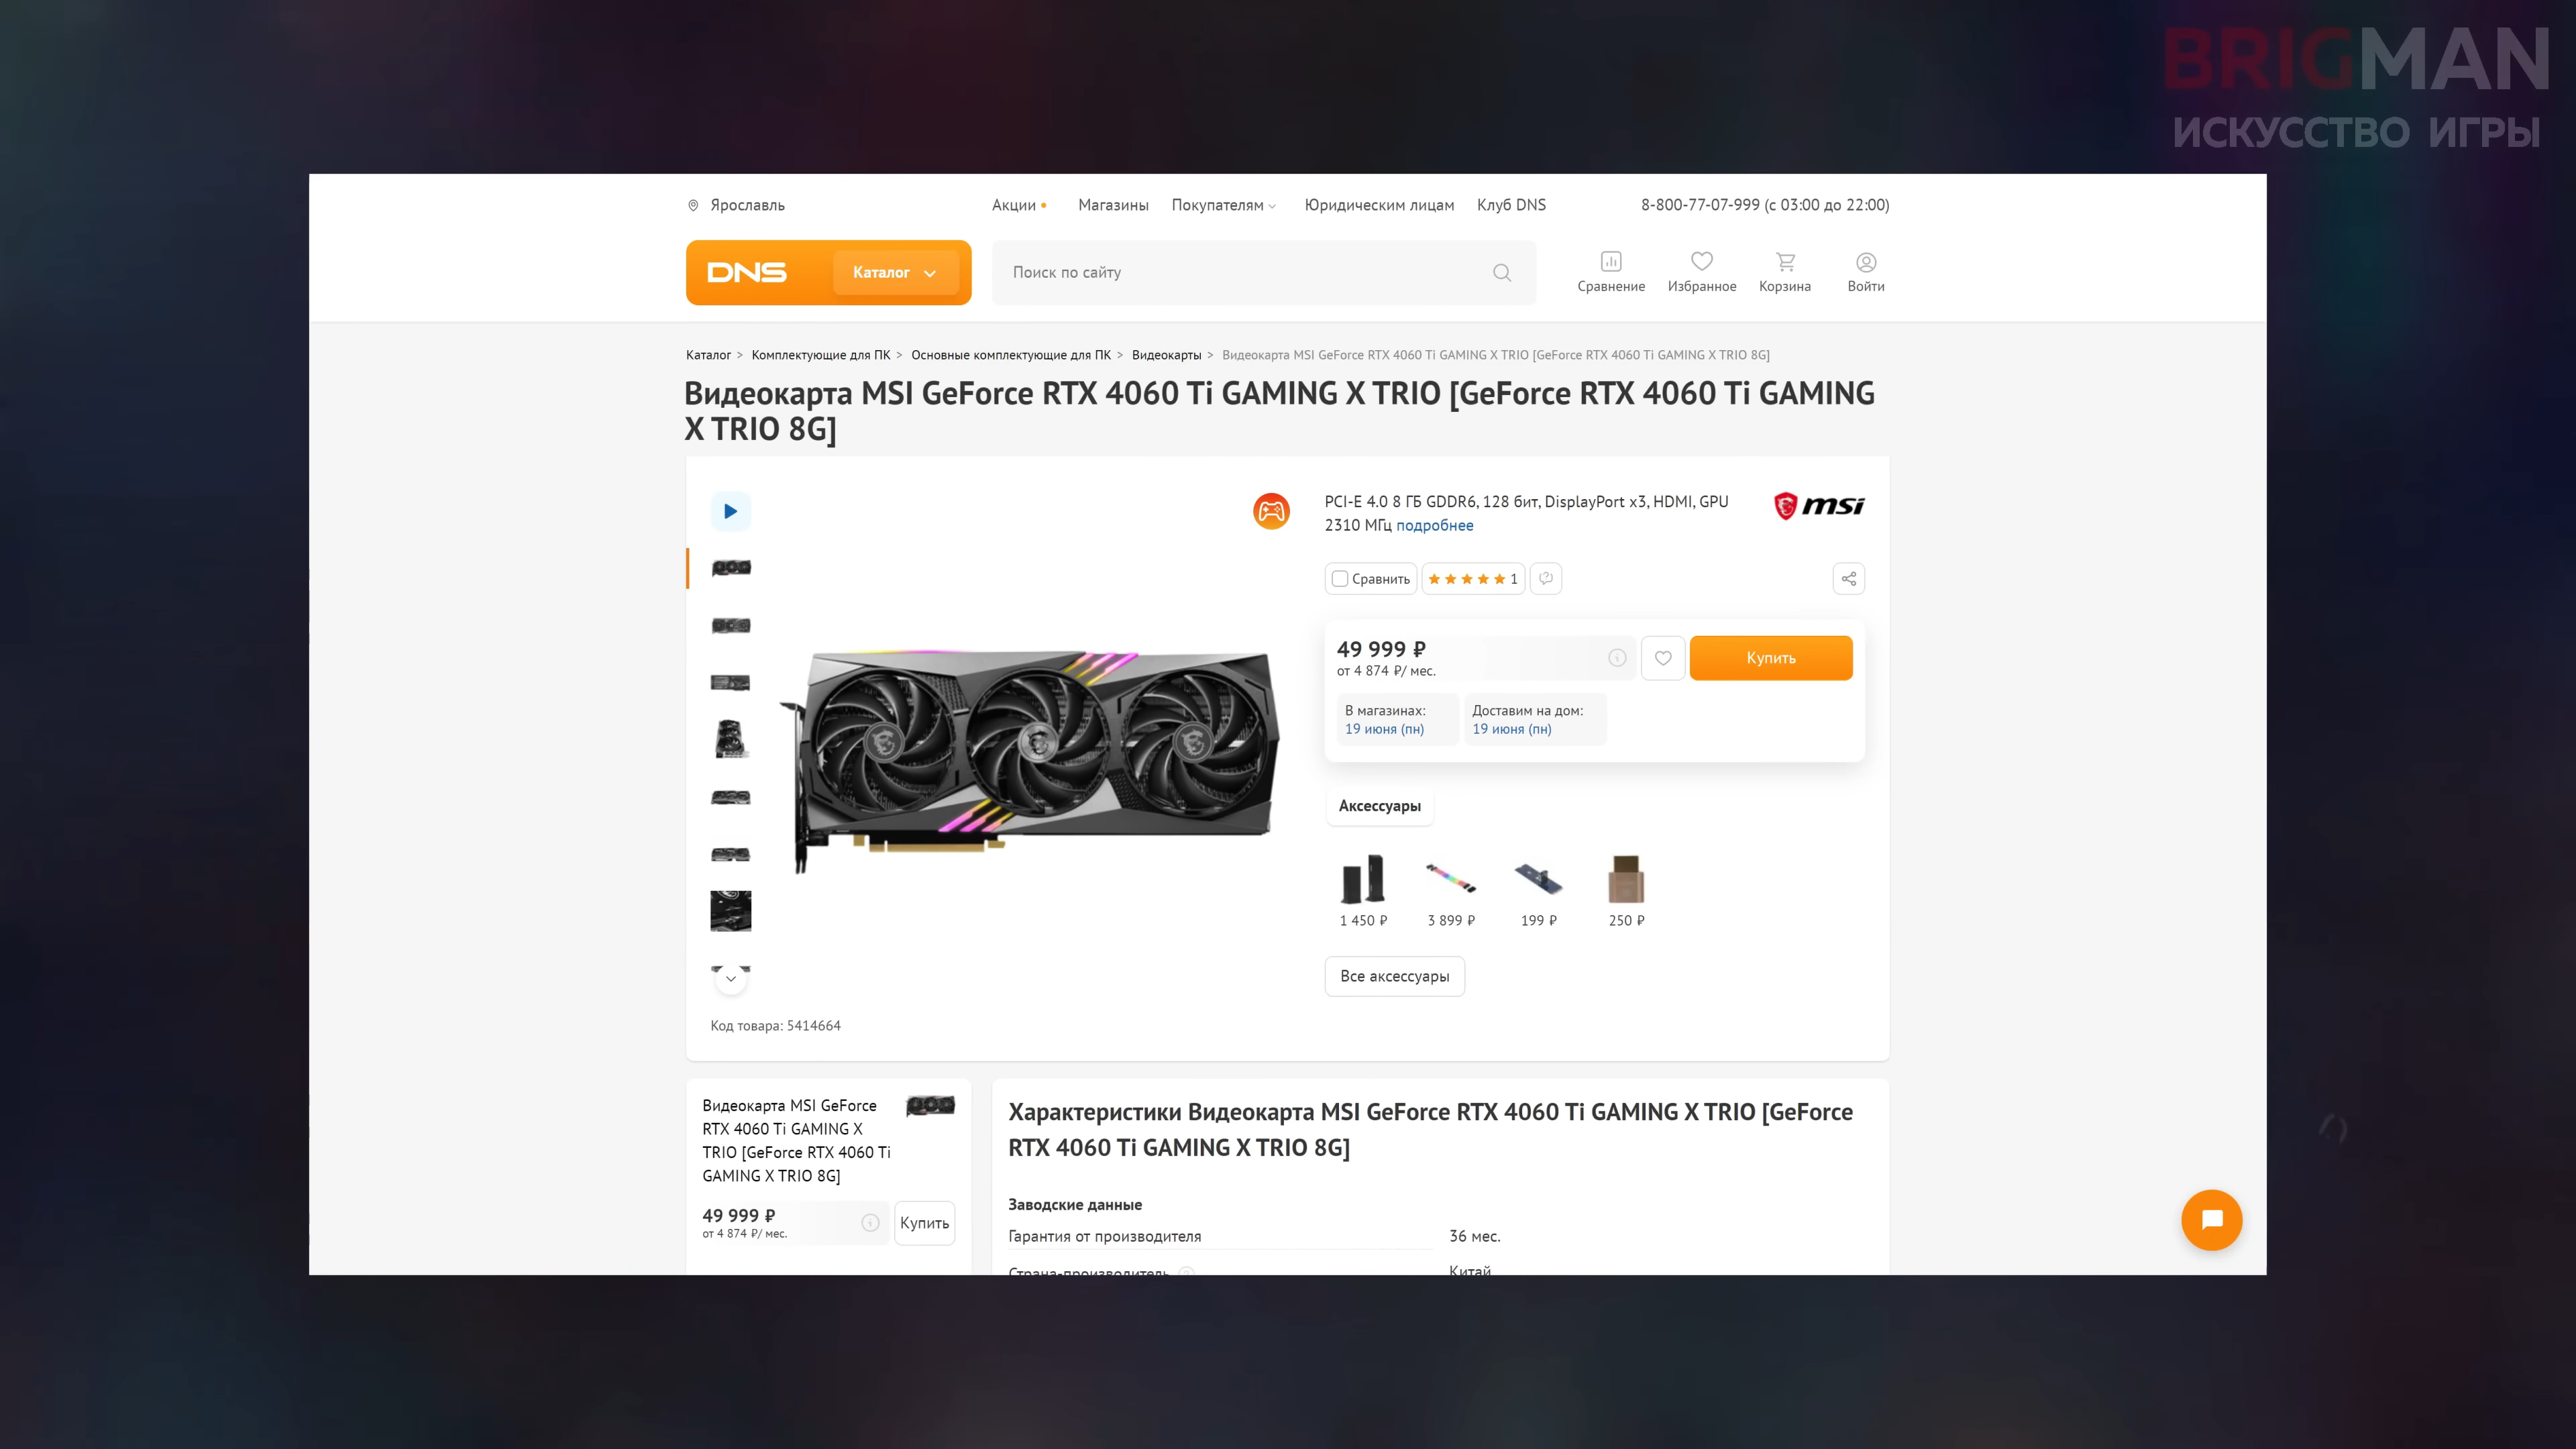 BRIGMAN
ИСКУССТВО ИГРЫ
Ярославль
Акции
Магазины
Покупателям
Юридическим лицам
Клуб DNS
8-800-77-07-999 (с 03:00 до 22:00)
DNS
Каталог
Поиск по сайту
Сравнение
Избранное
Корзина
Войти
Каталог > Комплектующие для ПК > Основные комплектующие для ПК > Видеокарты > Видеокарта MSI GeForce RTX 4060 Ti GAMING X TRIO [GeForce RTX 4060 Ti GAMING X TRIO 8G]
Видеокарта MSI GeForce RTX 4060 Ti GAMING X TRIO [GeForce RTX 4060 Ti GAMING
X TRIO 8G]
PCI-E 4.0 8 ГБ GDDR6, 128 бит, DisplayPort x3, HDMI, GPU
2310 МГц подробнее
msi
Сравнить
1
49 999 ₽
от 4 874 ₽/ мес.
Купить
В магазинах:
19 июня (пн)
Доставим на дом:
19 июня (пн)
Аксессуары
1 450 ₽
3 899 ₽
199 ₽
250 ₽
Все аксессуары
Код товара: 5414664
Видеокарта MSI GeForce
RTX 4060 Ti GAMING X
TRIO [GeForce RTX 4060 Ti
GAMING X TRIO 8G]
49 999 ₽
от 4 874 ₽/ мес.
Купить
Характеристики Видеокарта MSI GeForce RTX 4060 Ti GAMING X TRIO [GeForce
RTX 4060 Ti GAMING X TRIO 8G]
Заводские данные
Гарантия от производителя
36 мес.
Страна-производитель
Китай